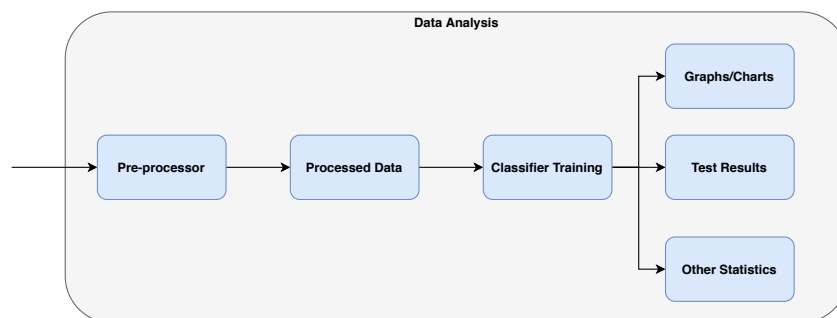 Data Analysis
Graphs/Charts
Pre-processor
Processed Data
Classifier Training
Test Results
Other Statistics